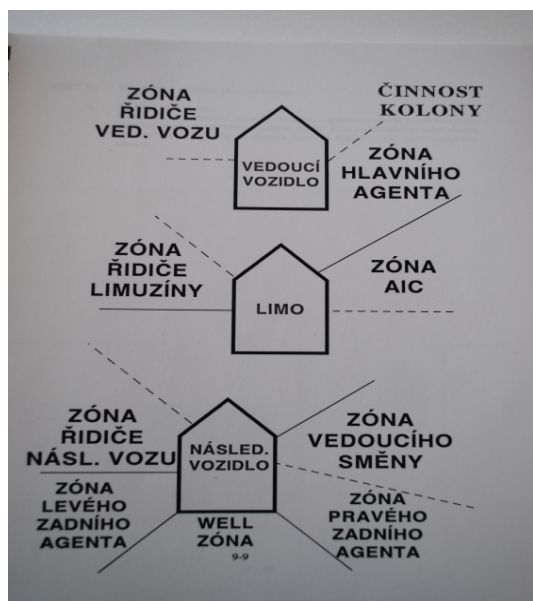 ZÓNA
ŘIDIČE
VED. VOZU
ČINNOST
KOLONY
VEDOUCÍ
VOZIDLO
ZÓNA
HLAVNÍHO
AGENTA
ZÓNA
ŘIDIČE
LIMUZÍNY
LIMO
ZÓNA
AIC
ZÓNA
ŘIDIČE
NÁSL. VOZU
NÁSLED.
VOZIDLO
ZÓNA
VEDOUCÍHO
SMĚNY
ZÓNA
LEVÉHO
ZADNÍHO
AGENTA
WELL
ZÓNA
9-9
ZÓNA
PRAVÉHO
ZADNÍHO
AGENTA